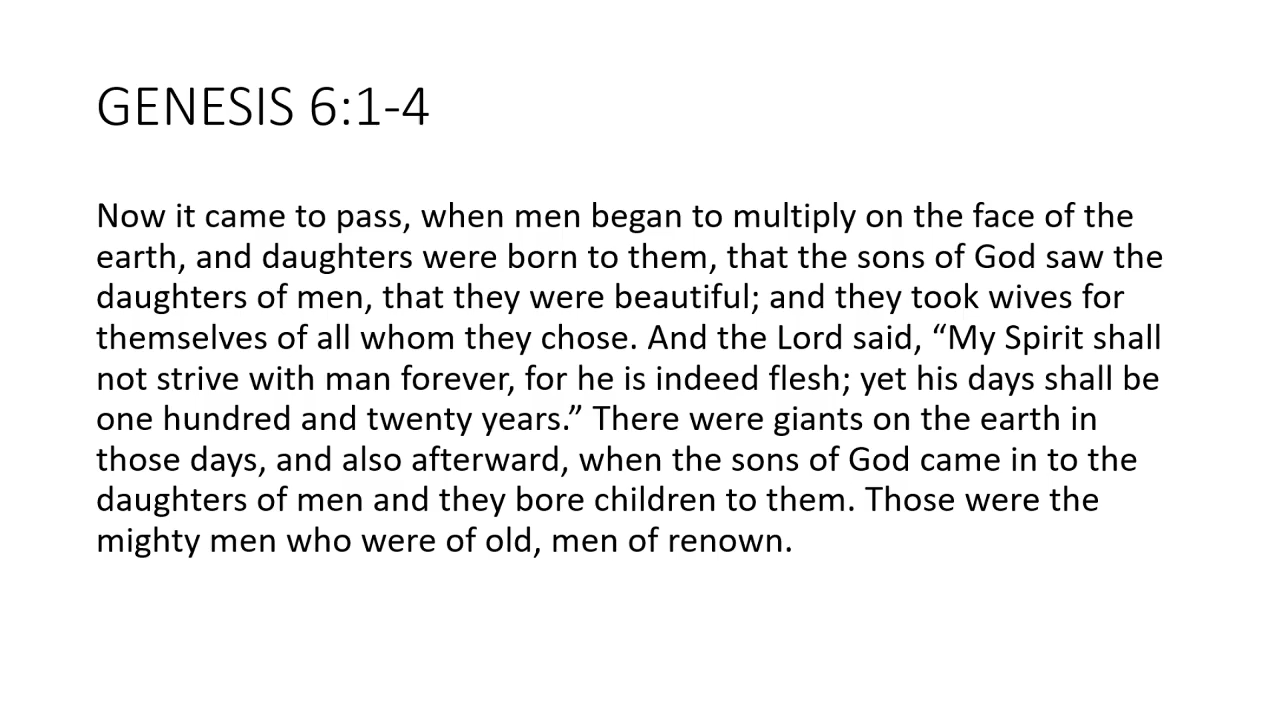 GENESIS 6:1-4
Now it came to pass, when men began to multiply on the face of the
earth, and daughters were born to them, that the sons of God saw the
daughters of men, that they were beautiful; and they took wives for
themselves of all whom they chose. And the Lord said, “My Spirit shall
not strive with man forever, for he is indeed flesh; yet his days shall be
one hundred and twenty years.” There were giants on the earth in
those days, and also afterward, when the sons of God came in to the
daughters of men and they bore children to them. Those were the
mighty men who were of old, men of renown.